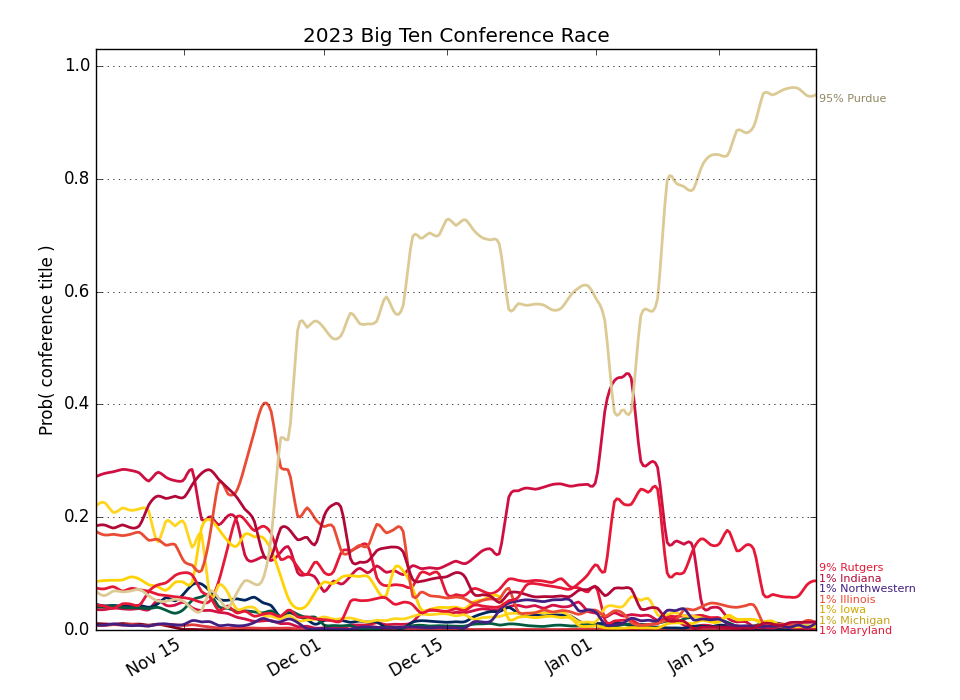 2023 Big Ten Conference Race
Prob( conference title )
1.0
0.8
0.6
0.4
0.2
0.0
Nov 15
Dec 01
Dec 15
Jan 01
Jan 15
95% Purdue
9% Rutgers
1% Indiana
1% Northwestern
1% Illinois
1% Iowa
1% Michigan
1% Maryland